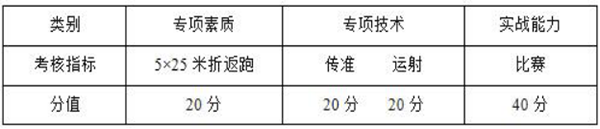 类别 专项素质 专项技术 实战能力
考核指标 5×25 米折返跑 传准 运射 比赛
分值 20 分 20 分 20 分 40 分